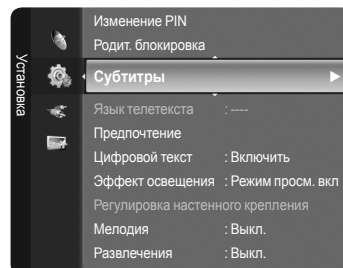 Установка
Изменение PIN
Родит. блокировка
Субтитры
Язык телетекста : ----
Предпочтение
Цифровой текст : Включить
Эффект освещения : Режим просм. вкл
Регулировка настенного крепления
Мелодия : Выкл.
Развлечения : Выкл.